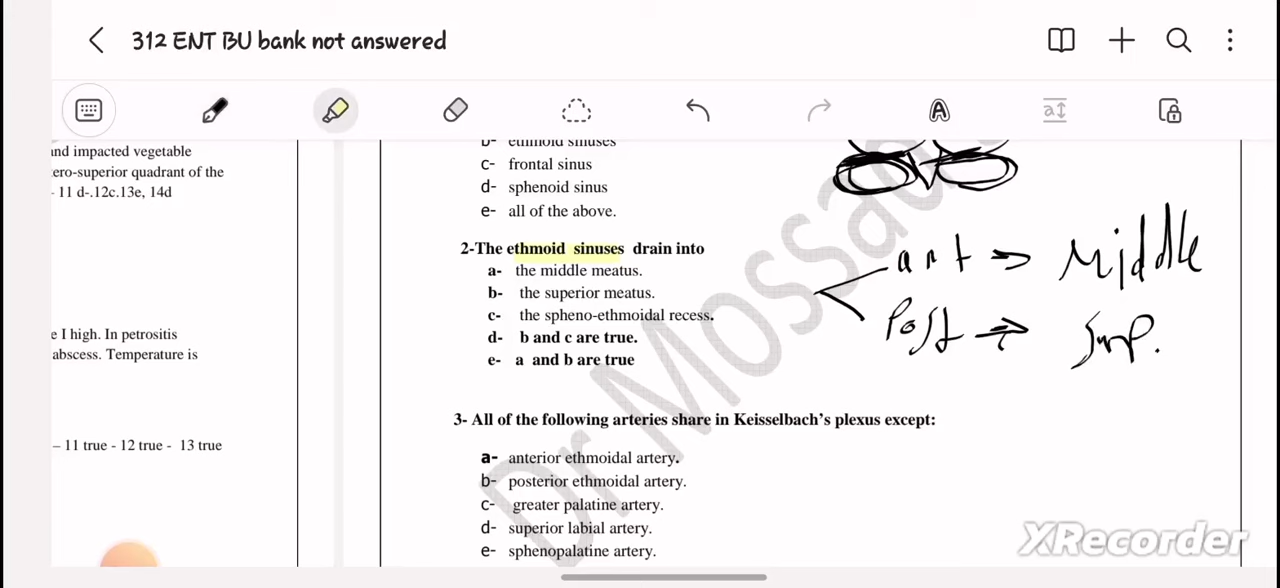 312 ENT BU bank not answered
and impacted vegetable
ero-superior quadrant of the
- 11 d-.12c.13e, 14d
e I high. In petrositis
abscess. Temperature is
– 11 true - 12 true - 13 true
b- ethmoid sinuses
c- frontal sinus
d- sphenoid sinus
e- all of the above.
2-The ethmoid sinuses drain into
a- the middle meatus.
b- the superior meatus.
c- the spheno-ethmoidal recess.
d- b and c are true.
e- a and b are true
ant ⇒ Middle
Post ⇒ Sup.
3- All of the following arteries share in Keisselbach's plexus except:
a- anterior ethmoidal artery.
b- posterior ethmoidal artery.
c- greater palatine artery.
d- superior labial artery.
e- sphenopalatine artery.
Dr Mossad
XRecorder